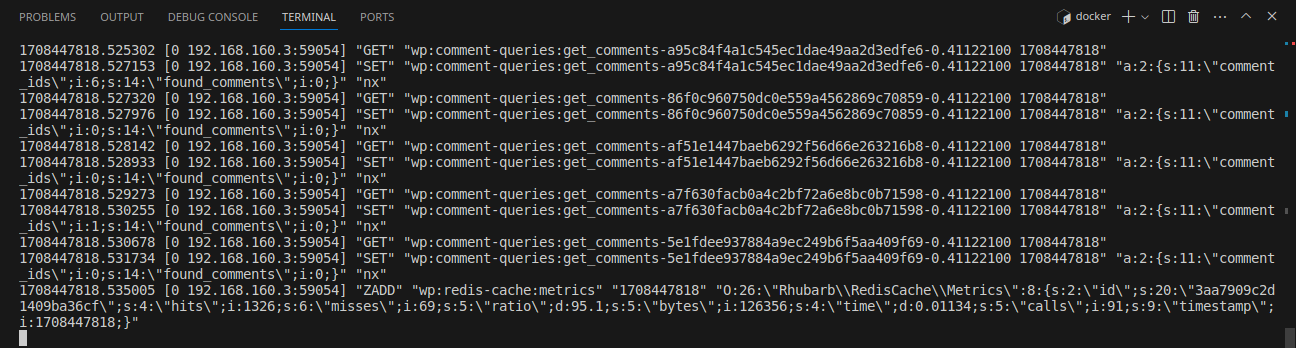 PROBLEMS OUTPUT DEBUG CONSOLE TERMINAL PORTS docker
1708447818.525302 [0 192.168.160.3:59054] "GET" "wp:comment-queries:get_comments-a95c84f4a1c545ec1dae49aa2d3edfe6-0.41122100 1708447818"
1708447818.527153 [0 192.168.160.3:59054] "SET" "wp:comment-queries:get_comments-a95c84f4a1c545ec1dae49aa2d3edfe6-0.41122100 1708447818" "a:2:{s:11:\"comment
_ids\";i:6;s:14:\"found_comments\";i:0;}" "nx"
1708447818.527320 [0 192.168.160.3:59054] "GET" "wp:comment-queries:get_comments-86f0c960750dc0e559a4562869c70859-0.41122100 1708447818"
1708447818.527976 [0 192.168.160.3:59054] "SET" "wp:comment-queries:get_comments-86f0c960750dc0e559a4562869c70859-0.41122100 1708447818" "a:2:{s:11:\"comment
_ids\";i:0;s:14:\"found_comments\";i:0;}" "nx"
1708447818.528142 [0 192.168.160.3:59054] "GET" "wp:comment-queries:get_comments-af51e1447baeb6292f56d66e263216b8-0.41122100 1708447818"
1708447818.528933 [0 192.168.160.3:59054] "SET" "wp:comment-queries:get_comments-af51e1447baeb6292f56d66e263216b8-0.41122100 1708447818" "a:2:{s:11:\"comment
_ids\";i:0;s:14:\"found_comments\";i:0;}" "nx"
1708447818.529273 [0 192.168.160.3:59054] "GET" "wp:comment-queries:get_comments-a7f630facb0a4c2bf72a6e8bc0b71598-0.41122100 1708447818"
1708447818.530255 [0 192.168.160.3:59054] "SET" "wp:comment-queries:get_comments-a7f630facb0a4c2bf72a6e8bc0b71598-0.41122100 1708447818" "a:2:{s:11:\"comment
_ids\";i:1;s:14:\"found_comments\";i:0;}" "nx"
1708447818.530678 [0 192.168.160.3:59054] "GET" "wp:comment-queries:get_comments-5e1fdee937884a9ec249b6f5aa409f69-0.41122100 1708447818"
1708447818.531734 [0 192.168.160.3:59054] "SET" "wp:comment-queries:get_comments-5e1fdee937884a9ec249b6f5aa409f69-0.41122100 1708447818" "a:2:{s:11:\"comment
_ids\";i:0;s:14:\"found_comments\";i:0;}" "nx"
1708447818.535005 [0 192.168.160.3:59054] "ZADD" "wp:redis-cache:metrics" "1708447818" "O:26:\"Rhubarb\\RedisCache\\Metrics\":8:{s:2:\"id\";s:20:\"3aa7909c2d
1409ba36cf\";s:4:\"hits\";i:1326;s:6:\"misses\";i:69;s:5:\"ratio\";d:95.1;s:5:\"bytes\";i:126356;s:4:\"time\";d:0.01134;s:5:\"calls\";i:91;s:9:\"timestamp\";
i:1708447818;}"